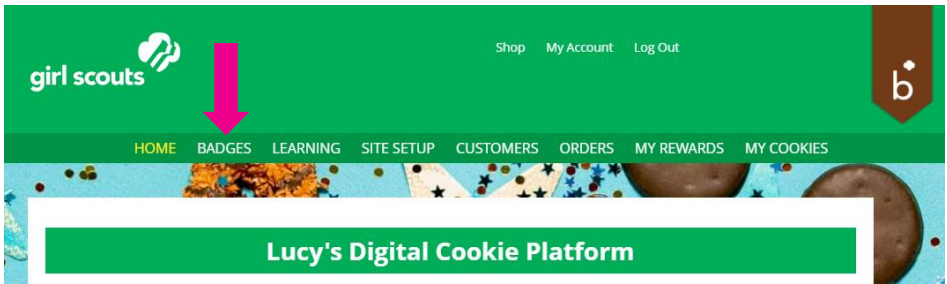 Shop My Account Log Out
girl scouts
b
HOME BADGES LEARNING SITE SETUP CUSTOMERS ORDERS MY REWARDS MY COOKIES
Lucy's Digital Cookie Platform